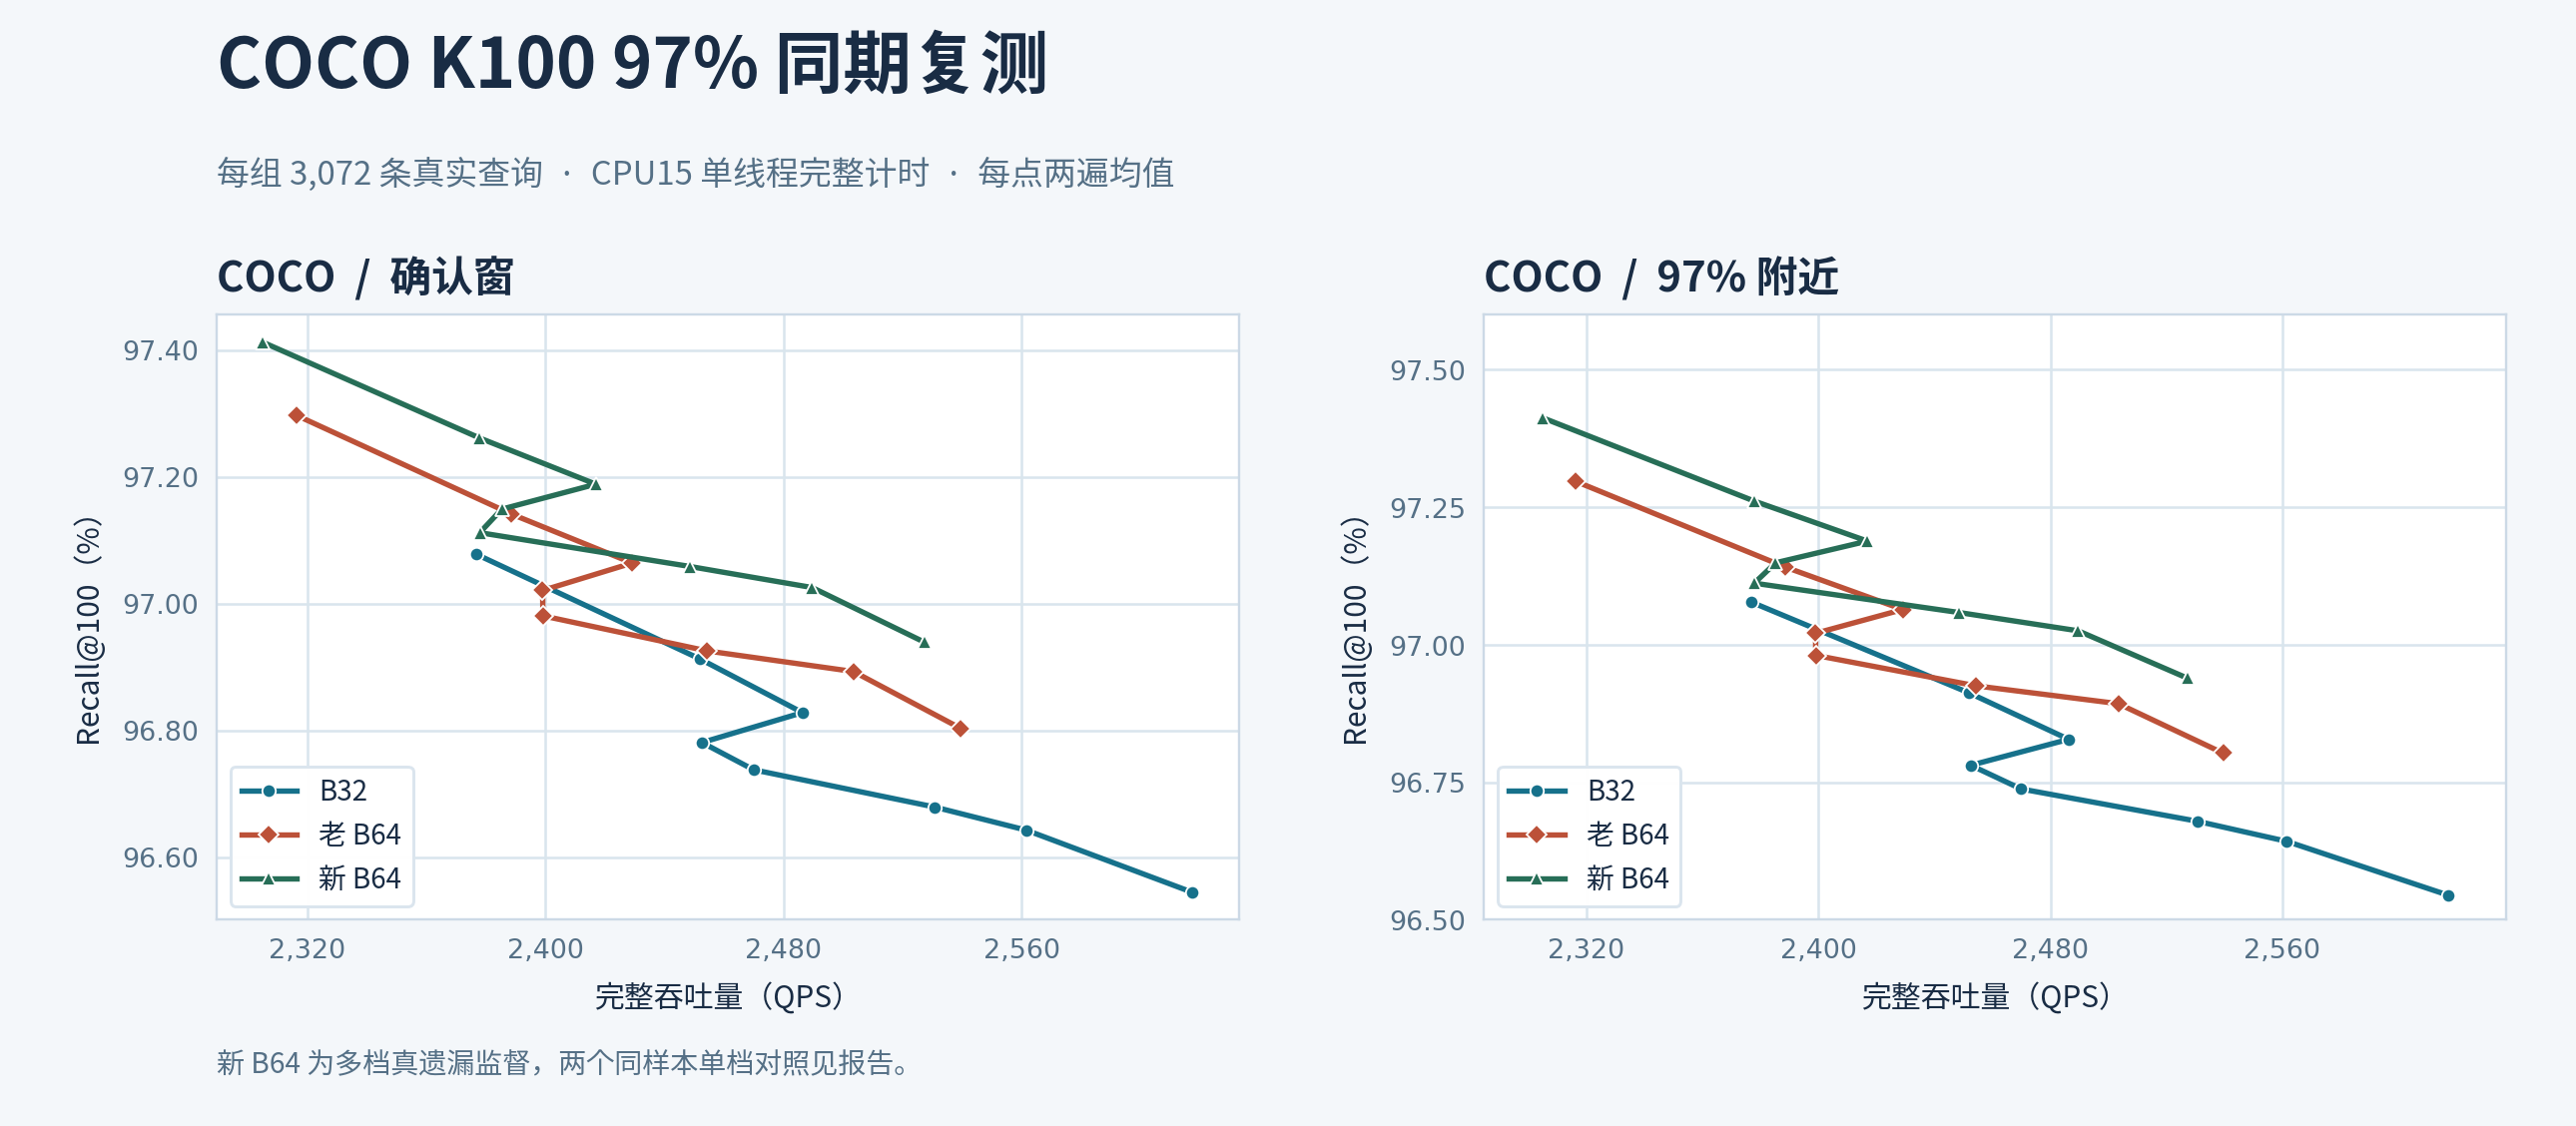 COCO K100 97% 同期复测
每组 3,072 条真实查询 · CPU15 单线程完整计时 · 每点两遍均值
COCO / 确认窗
97.40
97.20
97.00
96.80
96.60
Recall@100（%）
B32
老 B64
新 B64
2,320
2,400
2,480
2,560
完整吞吐量（QPS）
COCO / 97% 附近
97.50
97.25
97.00
96.75
96.50
Recall@100（%）
B32
老 B64
新 B64
2,320
2,400
2,480
2,560
完整吞吐量（QPS）
新 B64 为多档真遗漏监督，两个同样本单档对照见报告。